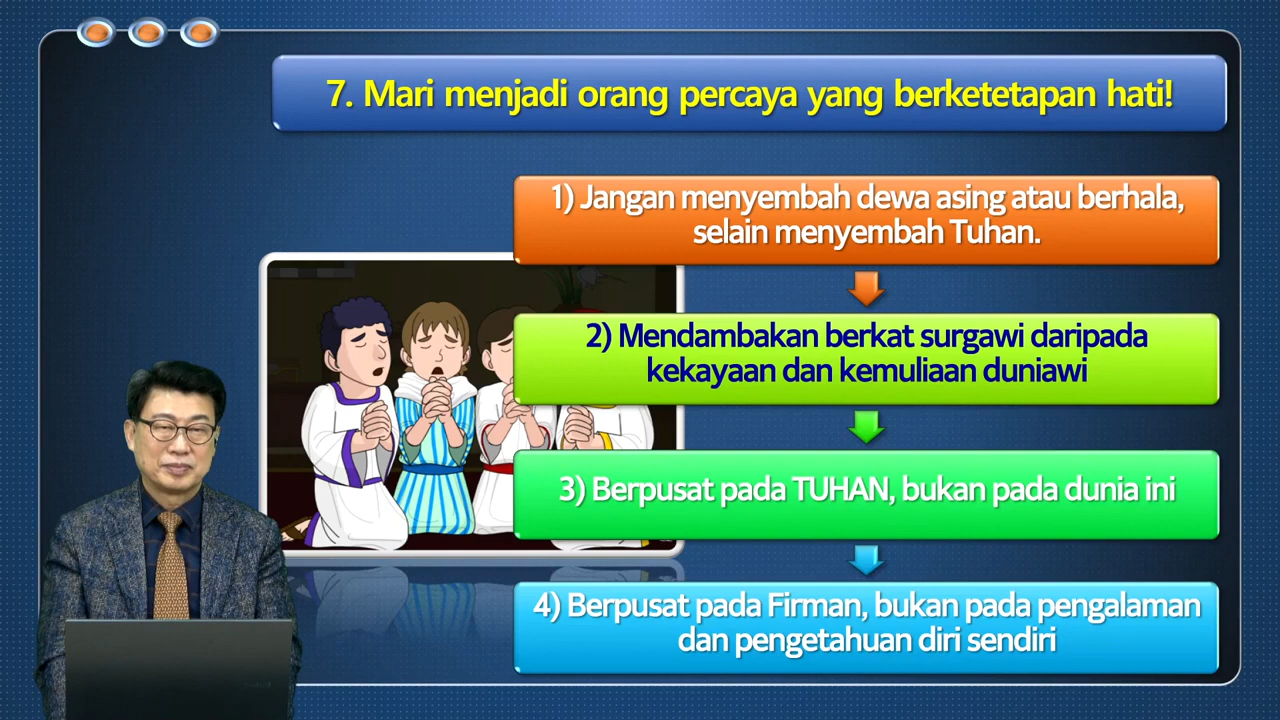 7. Mari menjadi orang percaya yang berketetapan hati!
1) Jangan menyembah dewa asing atau berhala,
selain menyembah Tuhan.
2) Mendambakan berkat surgawi daripada
kekayaan dan kemuliaan duniawi
3) Berpusat pada TUHAN, bukan pada dunia ini
4) Berpusat pada Firman, bukan pada pengalaman
dan pengetahuan diri sendiri